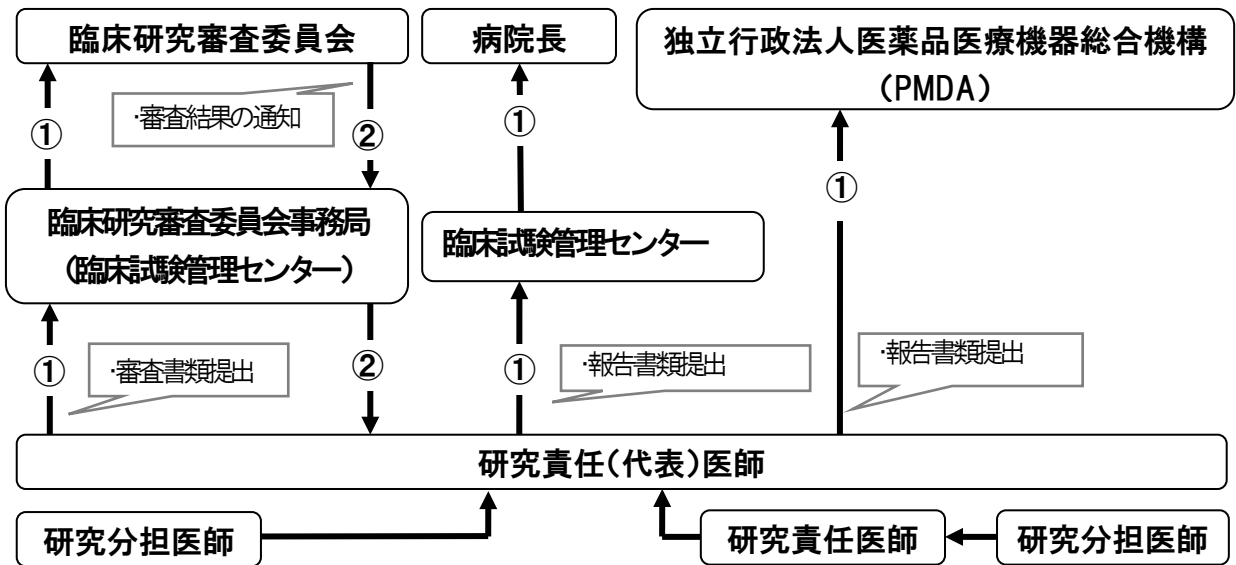 臨床研究審査委員会
病院長
独立行政法人医薬品医療機器総合機構
（PMDA）
・審査結果の通知
①
②
①
①
臨床研究審査委員会事務局
（臨床試験管理センター）
臨床試験管理センター
①
・審査書類提出
②
①
・報告書類提出
・報告書類提出
研究責任（代表）医師
研究分担医師
研究責任医師
研究分担医師